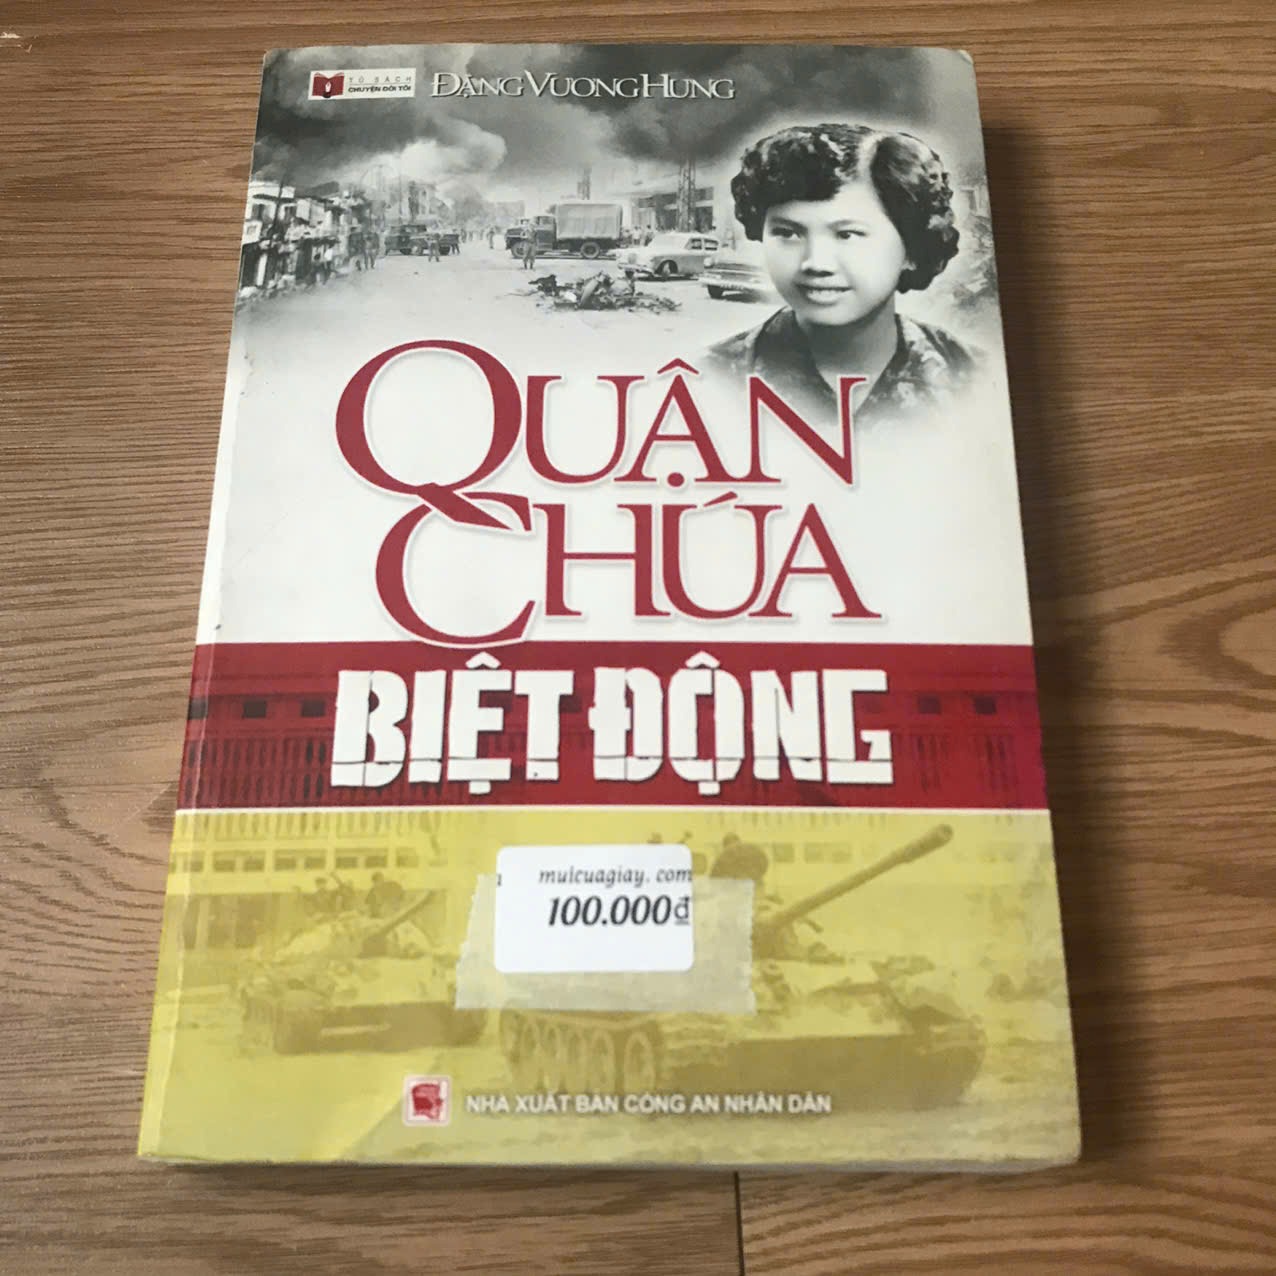 TỦ SÁCH
CHUYỆN ĐỜI TÔI
ĐẶNG VƯƠNG HƯNG
QUẬN
CHÚA
BIỆT ĐỘNG
muicuagiay. com
100.000đ
NHÀ XUẤT BẢN CÔNG AN NHÂN DÂN